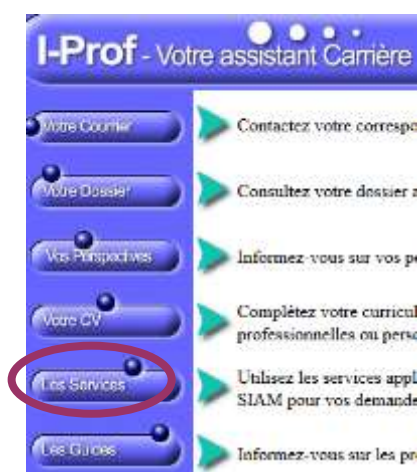 I-Prof - Votre assistant Carrière
Votre Courrier
Contactez votre correspo
Votre Dossier
Consultez votre dossier a
Vos Perspectives
Informez-vous sur vos pe
Votre CV
Complétez votre curricul
professionnelles ou perso
Les Services
Utilisez les services appl
SIAM pour vos demande
Les Guides
Informez-vous sur les pr